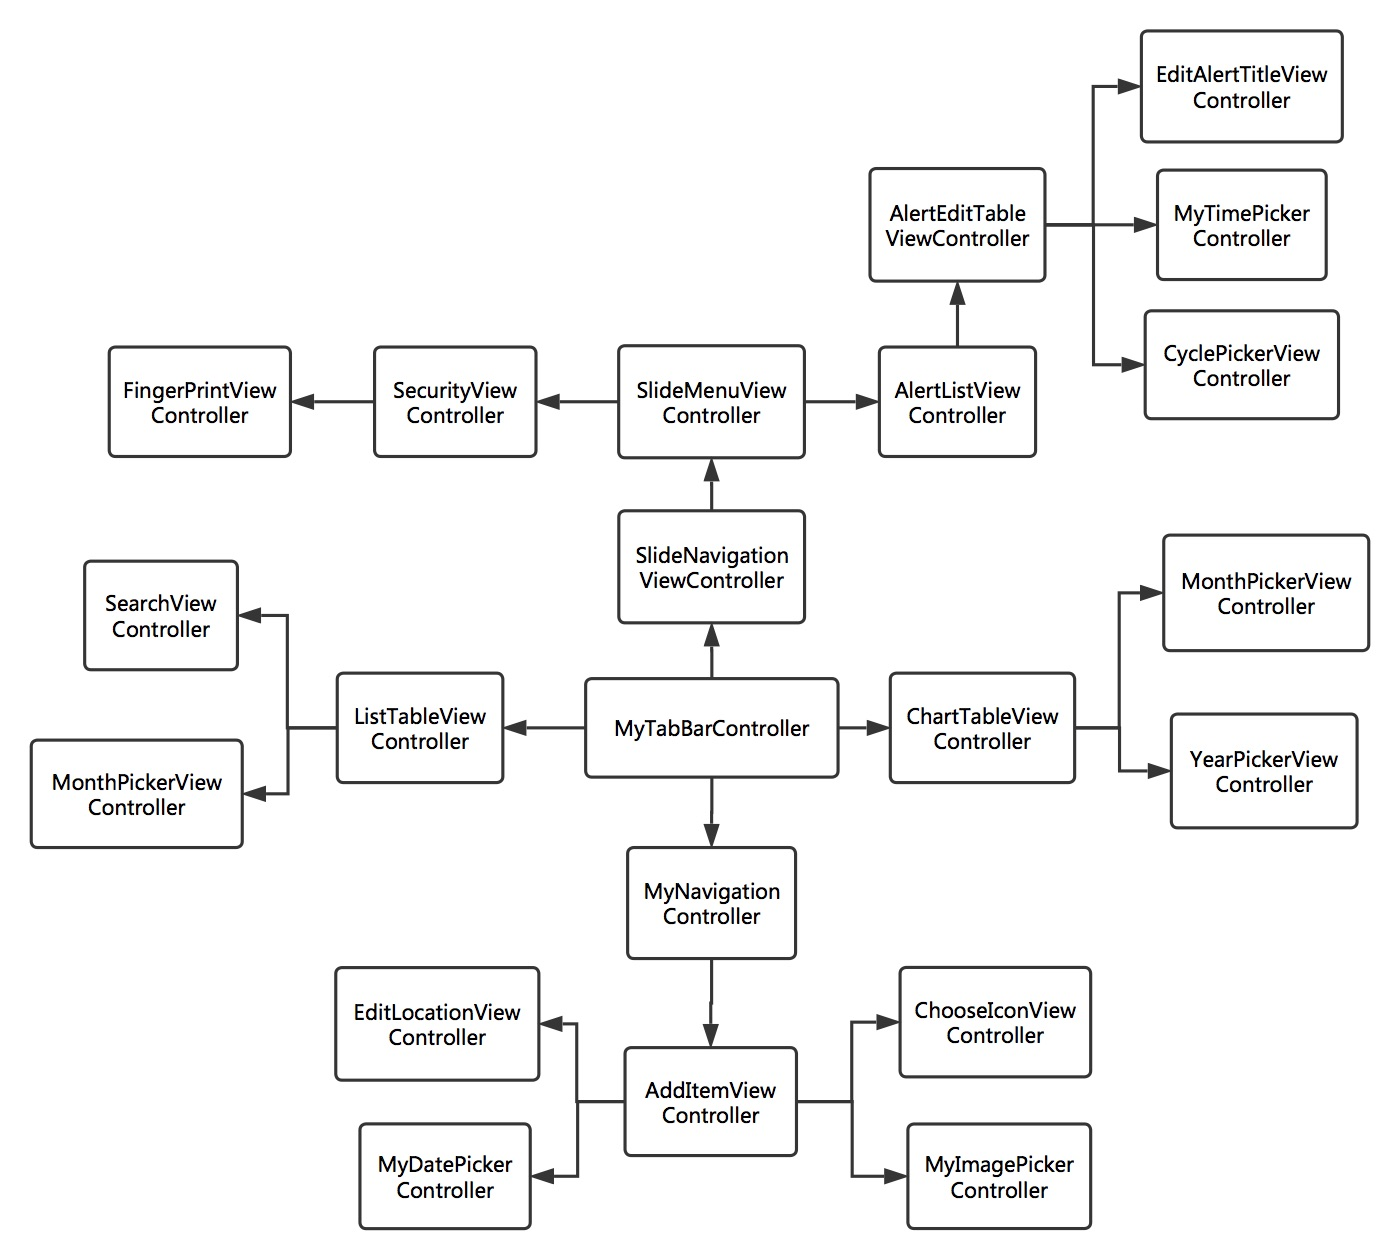 EditAlertTitleView
Controller
AlertEditTable
ViewController
MyTimePicker
Controller
CyclePickerView
Controller
FingerPrintView
Controller
SecurityView
Controller
SlideMenuView
Controller
AlertListView
Controller
SlideNavigation
ViewController
SearchView
Controller
MonthPickerView
Controller
ListTableView
Controller
MyTabBarController
ChartTableView
Controller
MonthPickerView
Controller
YearPickerView
Controller
MyNavigation
Controller
EditLocationView
Controller
ChooseIconView
Controller
AddItemView
Controller
MyDatePicker
Controller
MyImagePicker
Controller